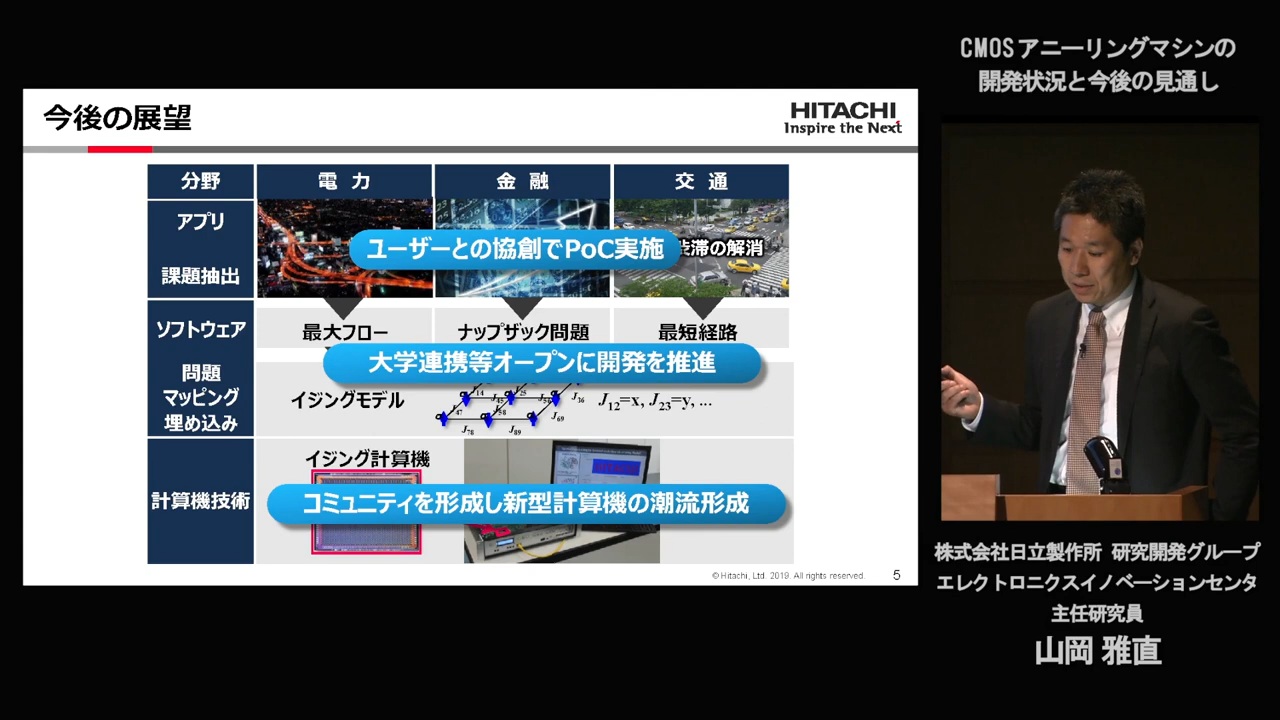 CMOSアニーリングマシンの
開発状況と今後の見通し
今後の展望
HITACHI
Inspire the Next
分野
電 力
金 融
交 通
アプリ
課題抽出
ユーザーとの協創でPoC実施
渋滞の解消
ソフトウェア
最大フロー
ナップザック問題
最短経路
大学連携等オープンに開発を推進
問題
マッピング
埋め込み
イジングモデル
J12=x, J23=y, ...
J47
J14
J25
J58
J36
J69
J78
J89
計算機技術
イジング計算機
コミュニティを形成し新型計算機の潮流形成
© Hitachi, Ltd. 2019. All rights reserved.
5
株式会社日立製作所 研究開発グループ
エレクトロニクスイノベーションセンタ
主任研究員
山岡 雅直